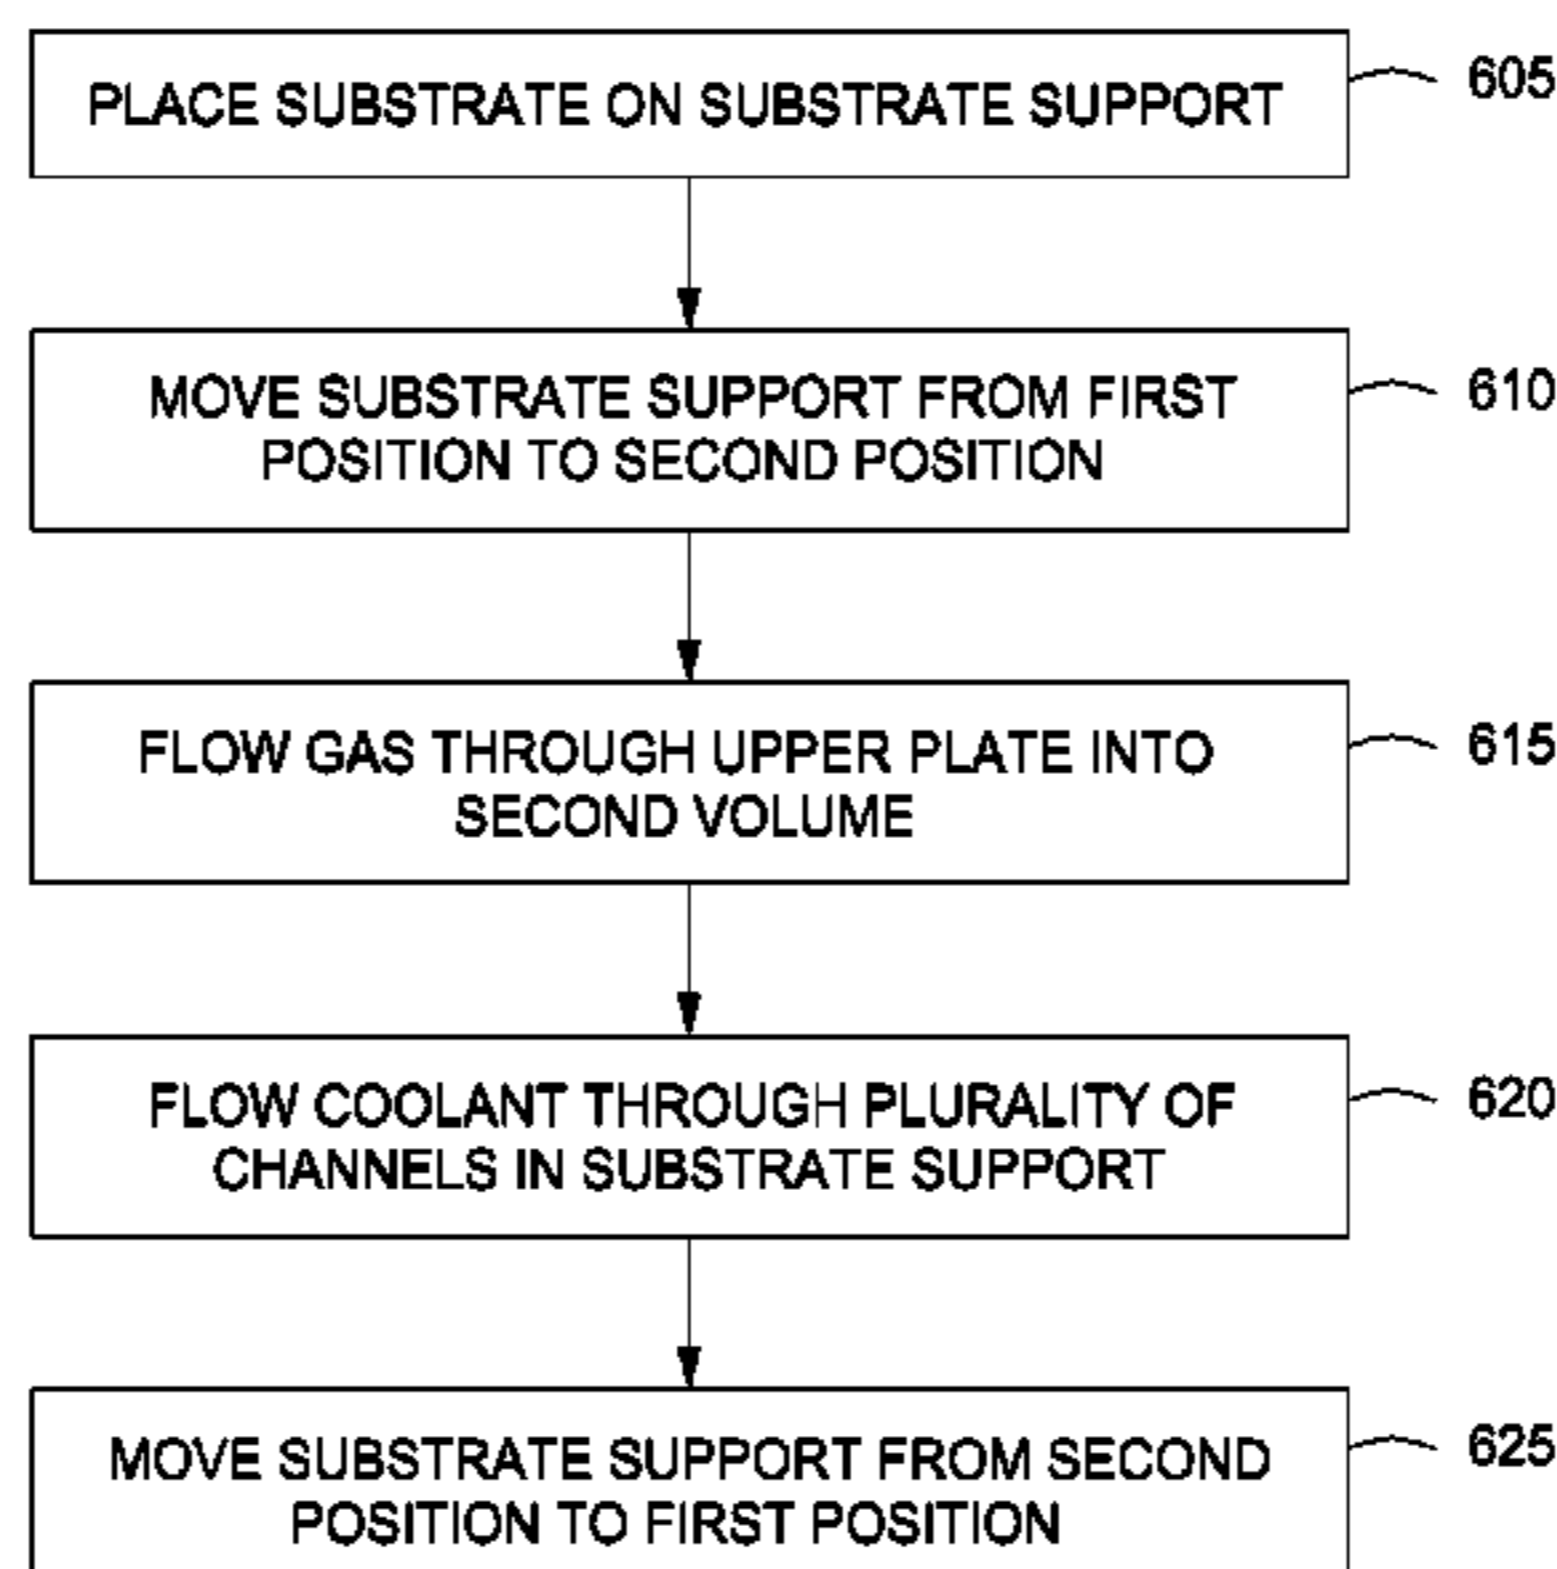 PLACE SUBSTRATE ON SUBSTRATE SUPPORT
605
MOVE SUBSTRATE SUPPORT FROM FIRST
POSITION TO SECOND POSITION
610
FLOW GAS THROUGH UPPER PLATE INTO
SECOND VOLUME
615
FLOW COOLANT THROUGH PLURALITY OF
CHANNELS IN SUBSTRATE SUPPORT
620
MOVE SUBSTRATE SUPPORT FROM SECOND
POSITION TO FIRST POSITION
625